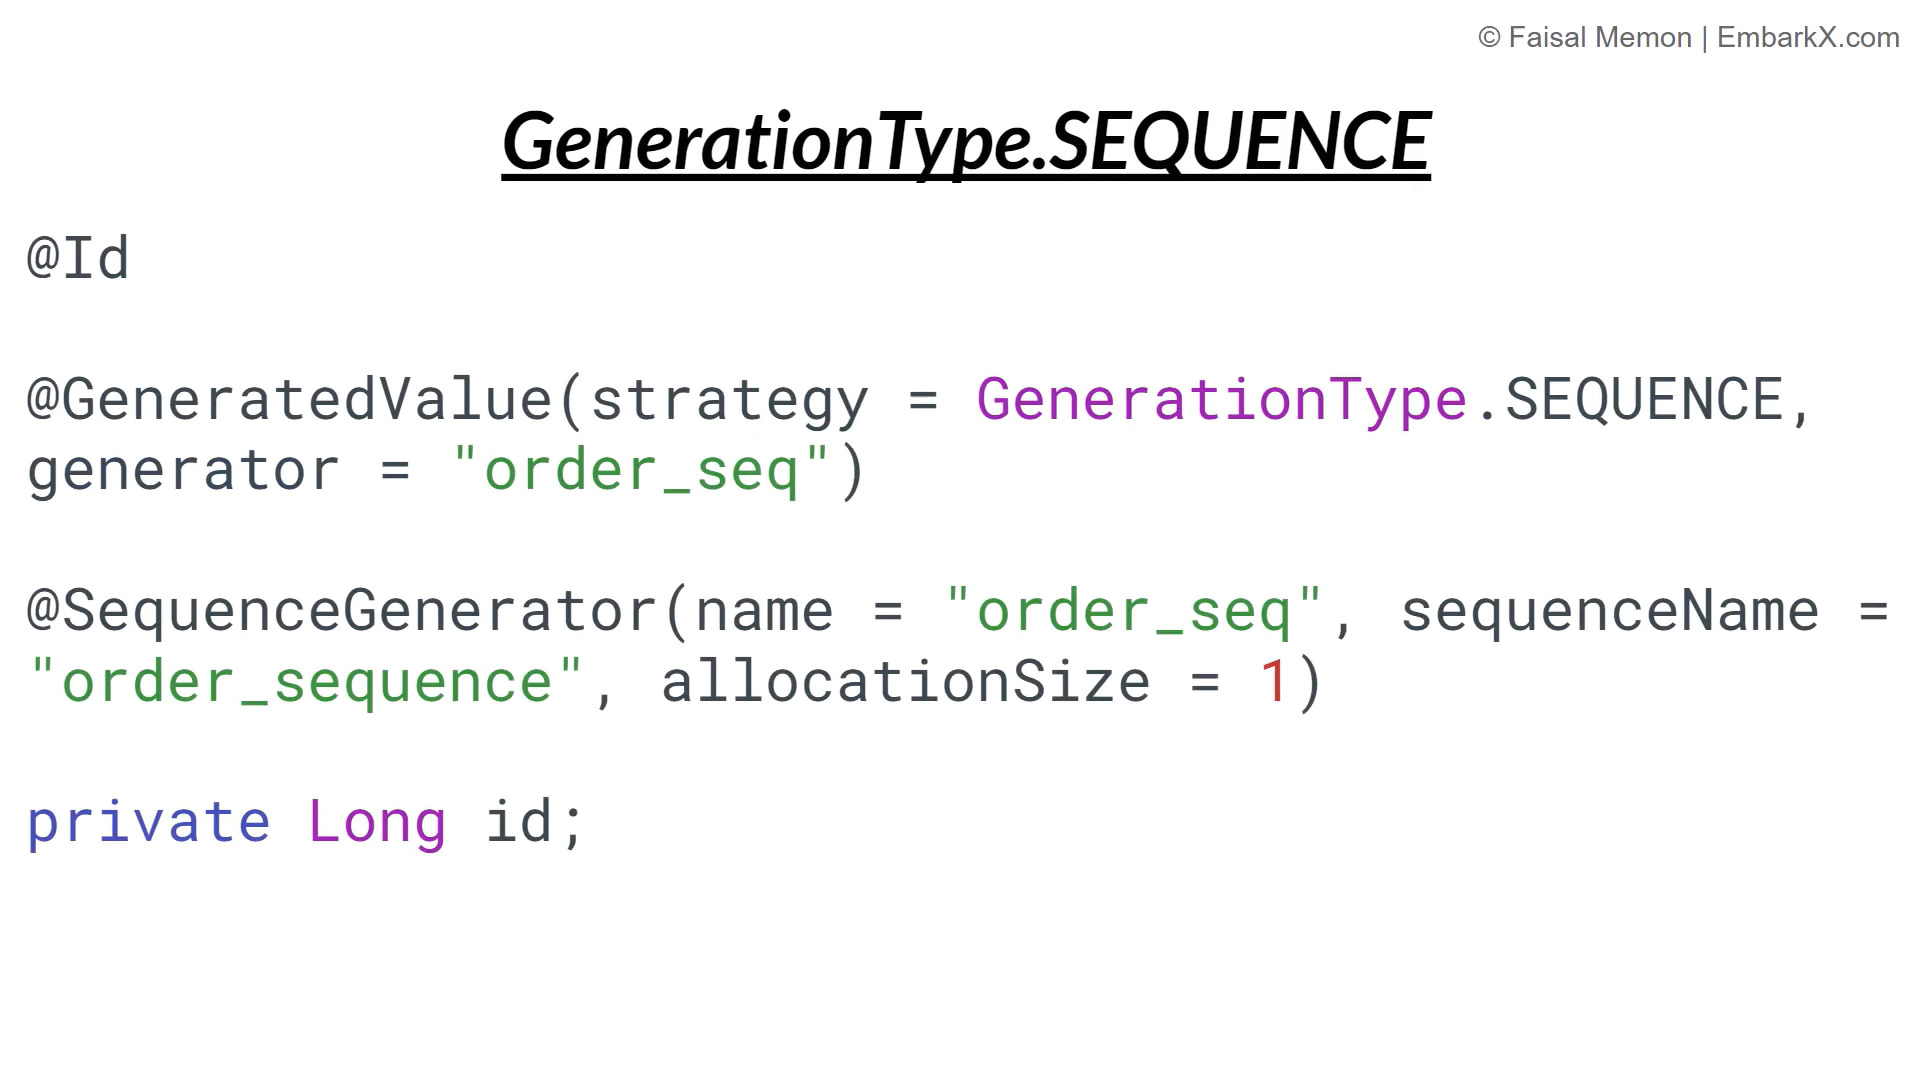 © Faisal Memon | EmbarkX.com
GenerationType.SEQUENCE
@Id
@GeneratedValue(strategy = GenerationType.SEQUENCE,
generator = "order_seq")
@SequenceGenerator(name = "order_seq", sequenceName =
"order_sequence", allocationSize = 1)
private Long id;